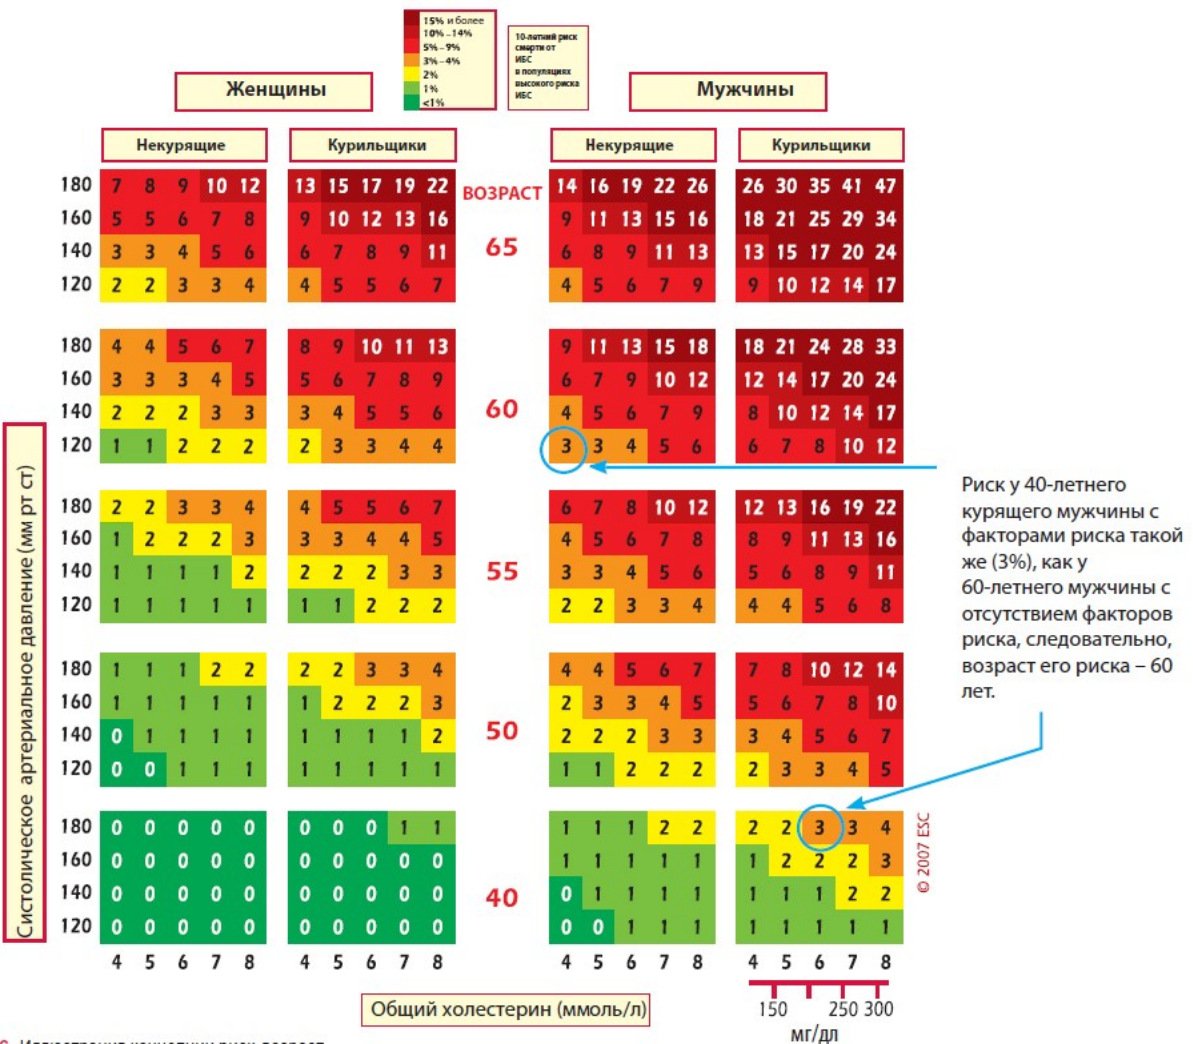 15% и более
10%–14%
5%–9%
3%–4%
2%
1%
<1%
10-летний риск
смерти от
ИБС
в популяциях
высокого риска
ИБС
Женщины
Мужчины
Некурящие Курильщики Некурящие Курильщики
ВОЗРАСТ
180 7 8 9 10 12 13 15 17 19 22 14 16 19 22 26 26 30 35 41 47
160 5 5 6 7 8 9 10 12 13 16 9 11 13 15 16 18 21 25 29 34
65
140 3 3 4 5 6 6 7 8 9 11 6 8 9 11 13 13 15 17 20 24
120 2 2 3 3 4 4 5 5 6 7 4 5 6 7 9 9 10 12 14 17
180 4 4 5 6 7 8 9 10 11 13 9 11 13 15 18 18 21 24 28 33
160 3 3 3 4 5 5 6 7 8 9 6 7 9 10 12 12 14 17 20 24
60
140 2 2 2 3 3 3 4 5 5 6 4 5 6 7 9 8 10 12 14 17
120 1 1 2 2 2 2 3 3 4 4 3 3 4 5 6 6 7 8 10 12
180 2 2 3 3 4 4 5 5 6 7 6 7 8 10 12 12 13 16 19 22
160 1 2 2 2 3 3 3 4 4 5 4 5 6 7 8 8 9 11 13 16
55
140 1 1 1 1 2 2 2 2 3 3 3 3 4 5 6 5 6 8 9 11
120 1 1 1 1 1 1 1 2 2 2 2 2 3 3 4 4 4 5 6 8
180 1 1 1 2 2 2 2 3 3 4 4 4 5 6 7 7 8 10 12 14
160 1 1 1 1 1 1 2 2 2 3 2 3 3 4 5 5 6 7 8 10
50
140 0 1 1 1 1 1 1 1 1 2 2 2 2 3 3 3 4 5 6 7
120 0 0 1 1 1 1 1 1 1 1 1 1 2 2 2 2 3 3 4 5
180 0 0 0 0 0 0 0 0 1 1 1 1 1 2 2 2 2 3 3 4
160 0 0 0 0 0 0 0 0 0 0 1 1 1 1 1 1 2 2 2 3
40
140 0 0 0 0 0 0 0 0 0 0 0 1 1 1 1 1 1 1 2 2
120 0 0 0 0 0 0 0 0 0 0 0 0 1 1 1 1 1 1 1 1
4 5 6 7 8 4 5 6 7 8 4 5 6 7 8 4 5 6 7 8
Систолическое артериальное давление (мм рт ст)
Общий холестерин (ммоль/л)
150 250 300
мг/дл
© 2007 ESC
Риск у 40-летнего
курящего мужчины с
факторами риска такой
же (3%), как у
60-летнего мужчины с
отсутствием факторов
риска, следовательно,
возраст его риска – 60
лет.